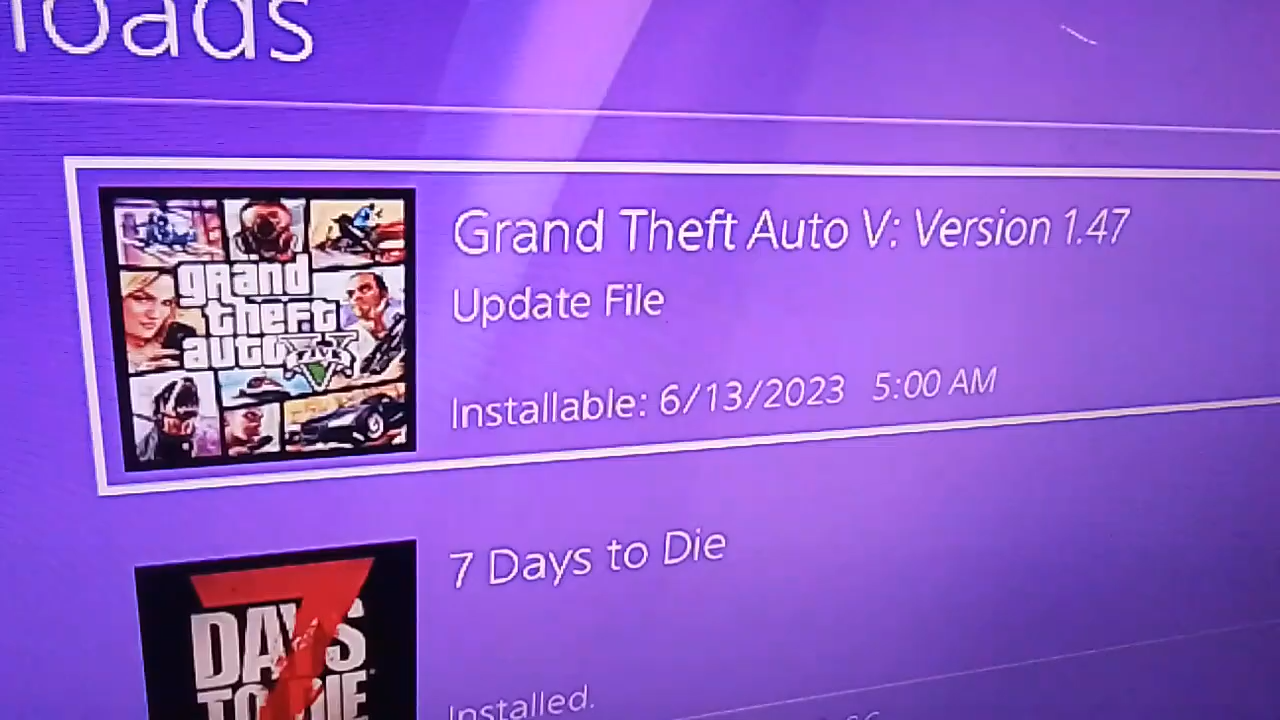 loads
grand
theft
auto V
Grand Theft Auto V: Version 1.47
Update File
Installable: 6/13/2023 5:00 AM
7
DAYS
TO DIE
7 Days to Die
Installed.